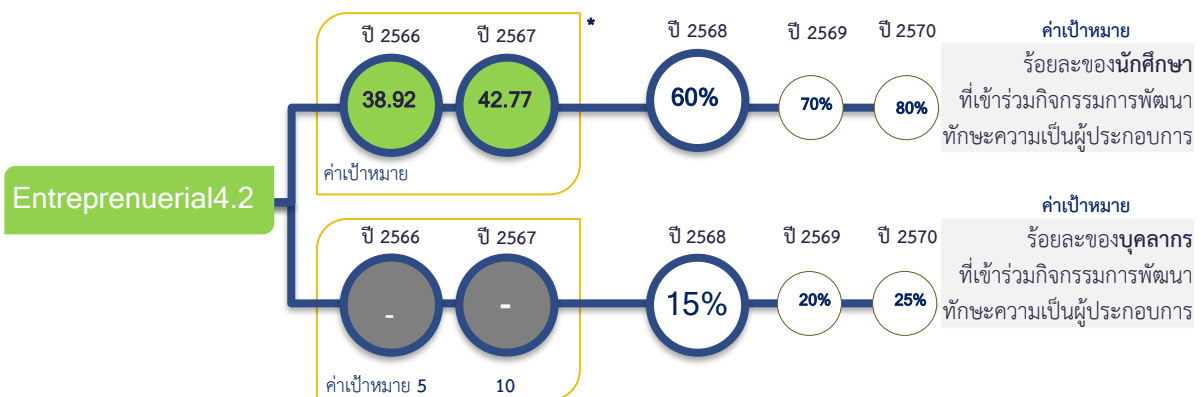 Entreprenuerial4.2
ปี 2566 ปี 2567 * ปี 2568 ปี 2569 ปี 2570
38.92 42.77 60% 70% 80%
ค่าเป้าหมาย
ค่าเป้าหมาย
ร้อยละของนักศึกษา
ที่เข้าร่วมกิจกรรมการพัฒนา
ทักษะความเป็นผู้ประกอบการ
ปี 2566 ปี 2567 ปี 2568 ปี 2569 ปี 2570
- - 15% 20% 25%
ค่าเป้าหมาย 5 10
ค่าเป้าหมาย
ร้อยละของบุคลากร
ที่เข้าร่วมกิจกรรมการพัฒนา
ทักษะความเป็นผู้ประกอบการ